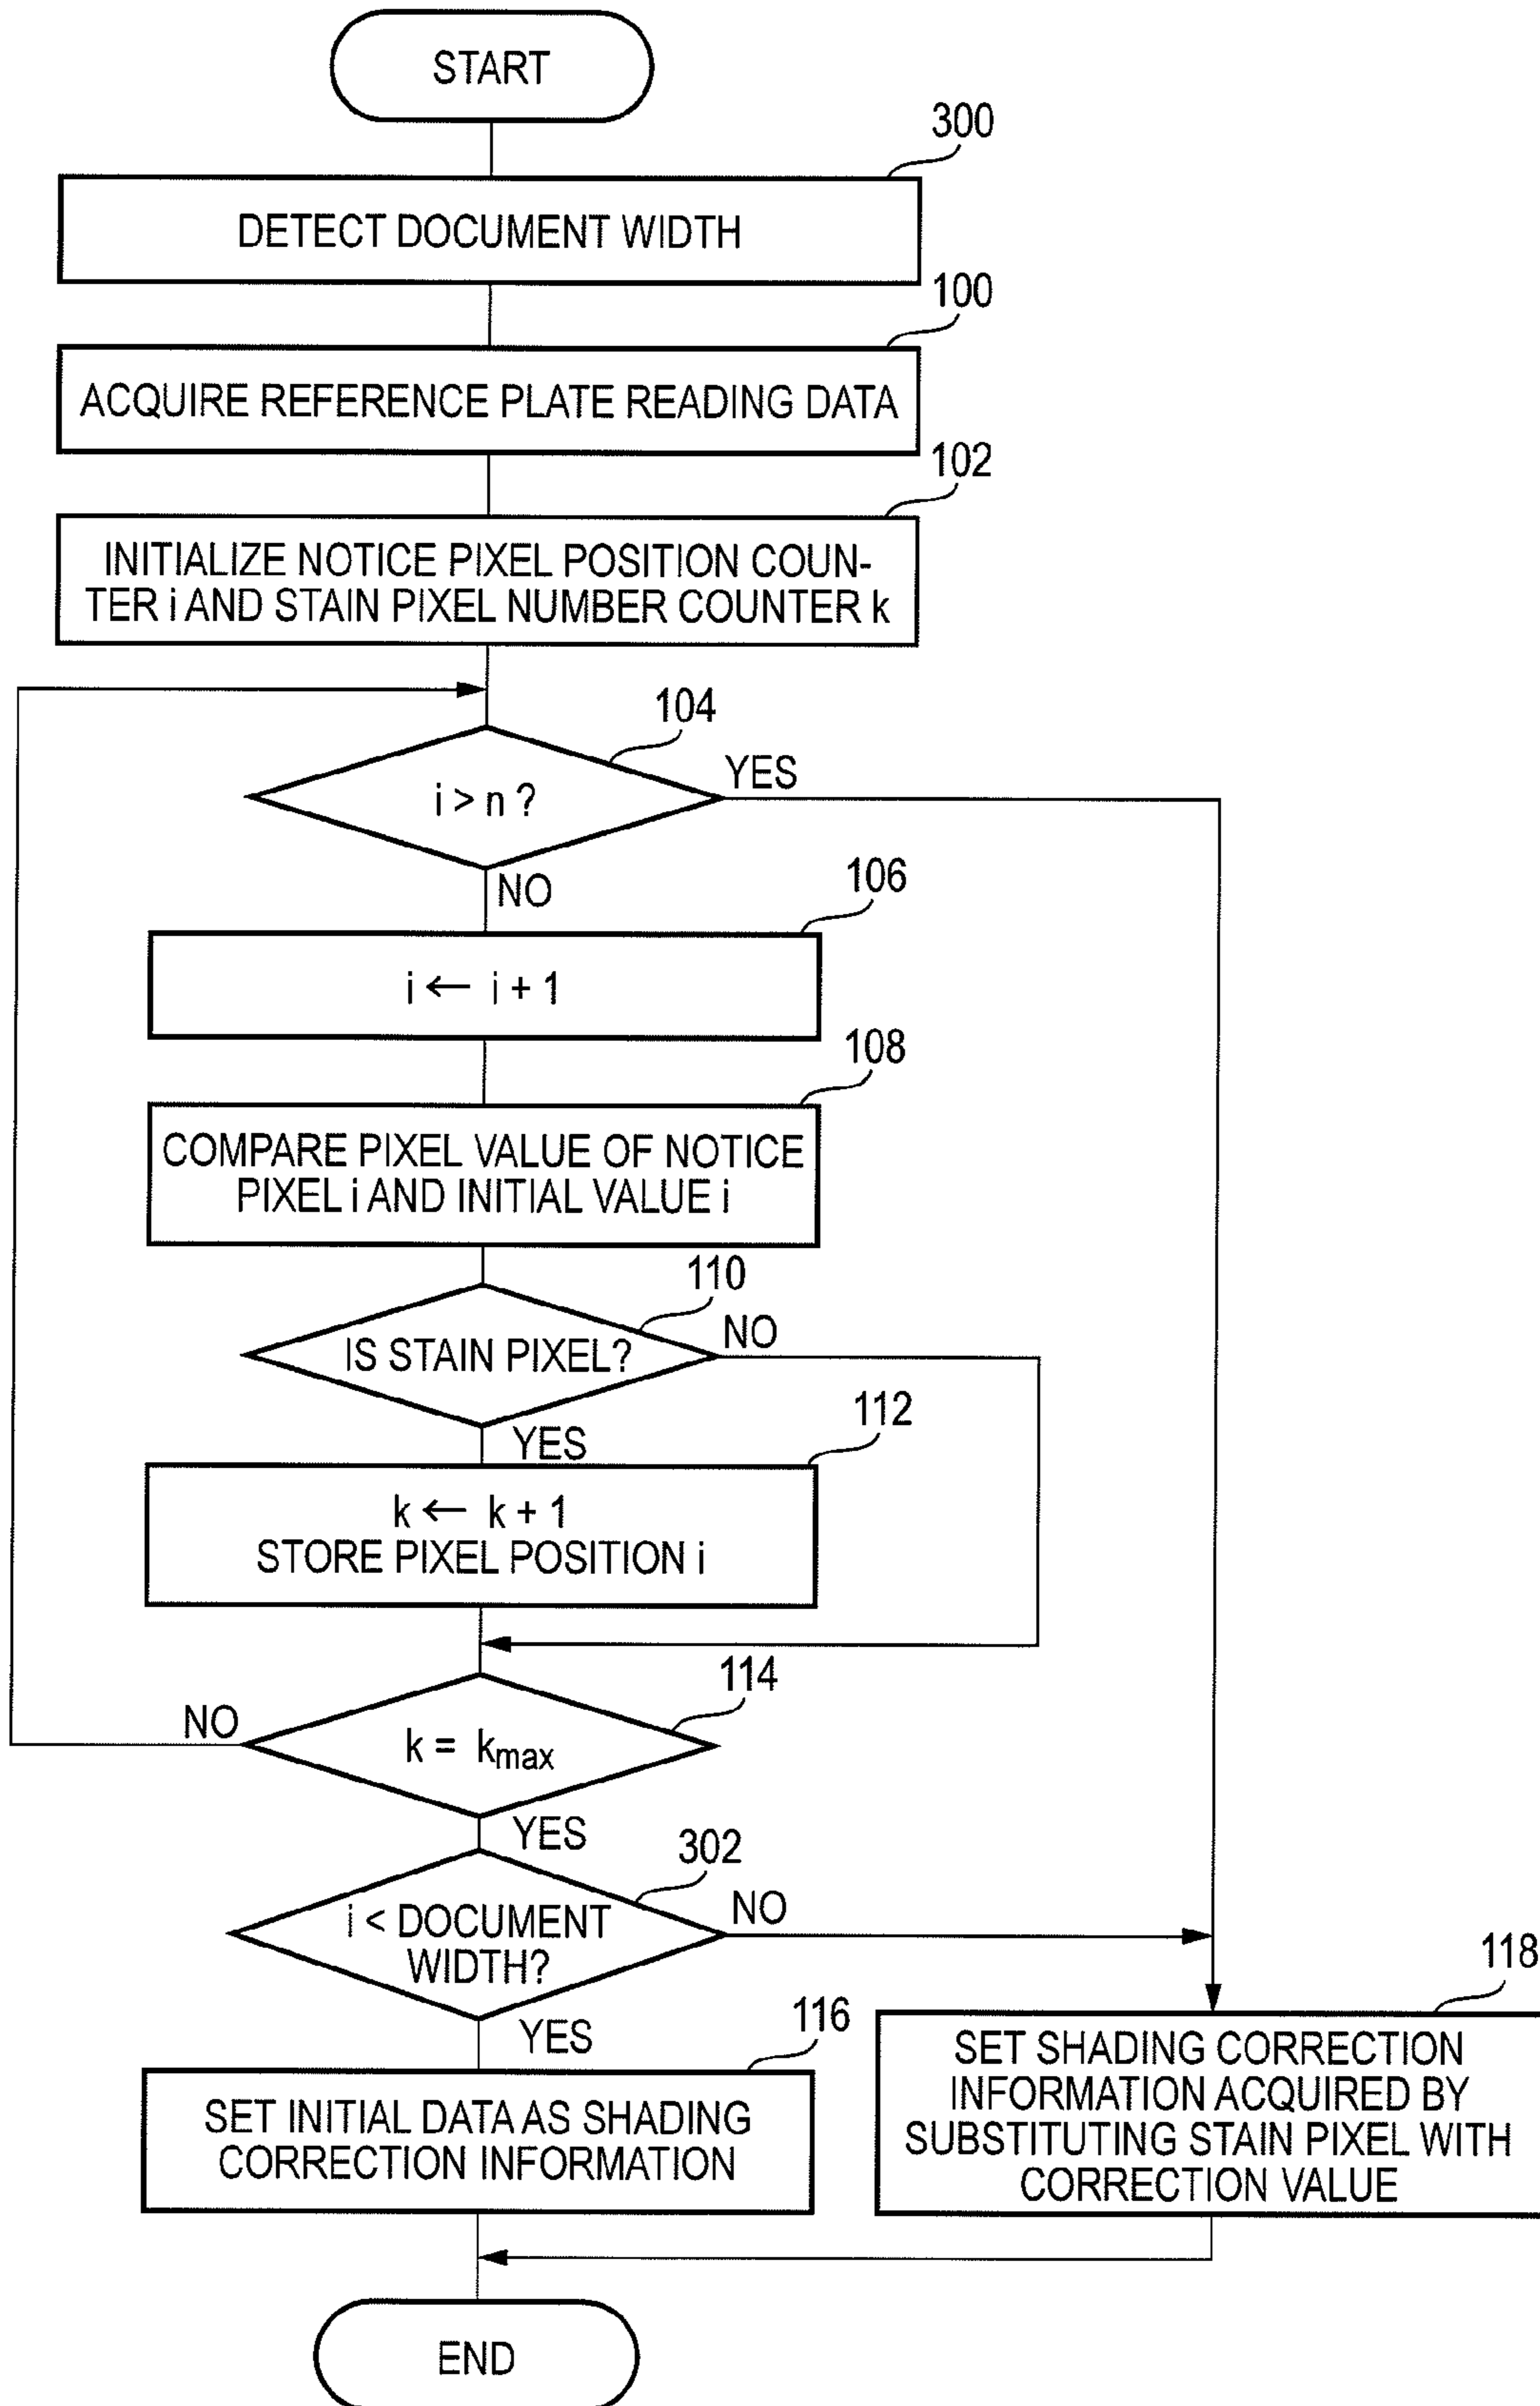 START
300
DETECT DOCUMENT WIDTH
100
ACQUIRE REFERENCE PLATE READING DATA
102
INITIALIZE NOTICE PIXEL POSITION COUN-
TER i AND STAIN PIXEL NUMBER COUNTER k
104
i > n ?
YES
NO
106
i ← i + 1
108
COMPARE PIXEL VALUE OF NOTICE
PIXEL i AND INITIAL VALUE i
110
IS STAIN PIXEL?
NO
YES
112
k ← k + 1
STORE PIXEL POSITION i
114
k = kmax
NO
YES
302
i < DOCUMENT
WIDTH?
NO
YES
116
SET INITIAL DATA AS SHADING
CORRECTION INFORMATION
118
SET SHADING CORRECTION
INFORMATION ACQUIRED BY
SUBSTITUTING STAIN PIXEL WITH
CORRECTION VALUE
END